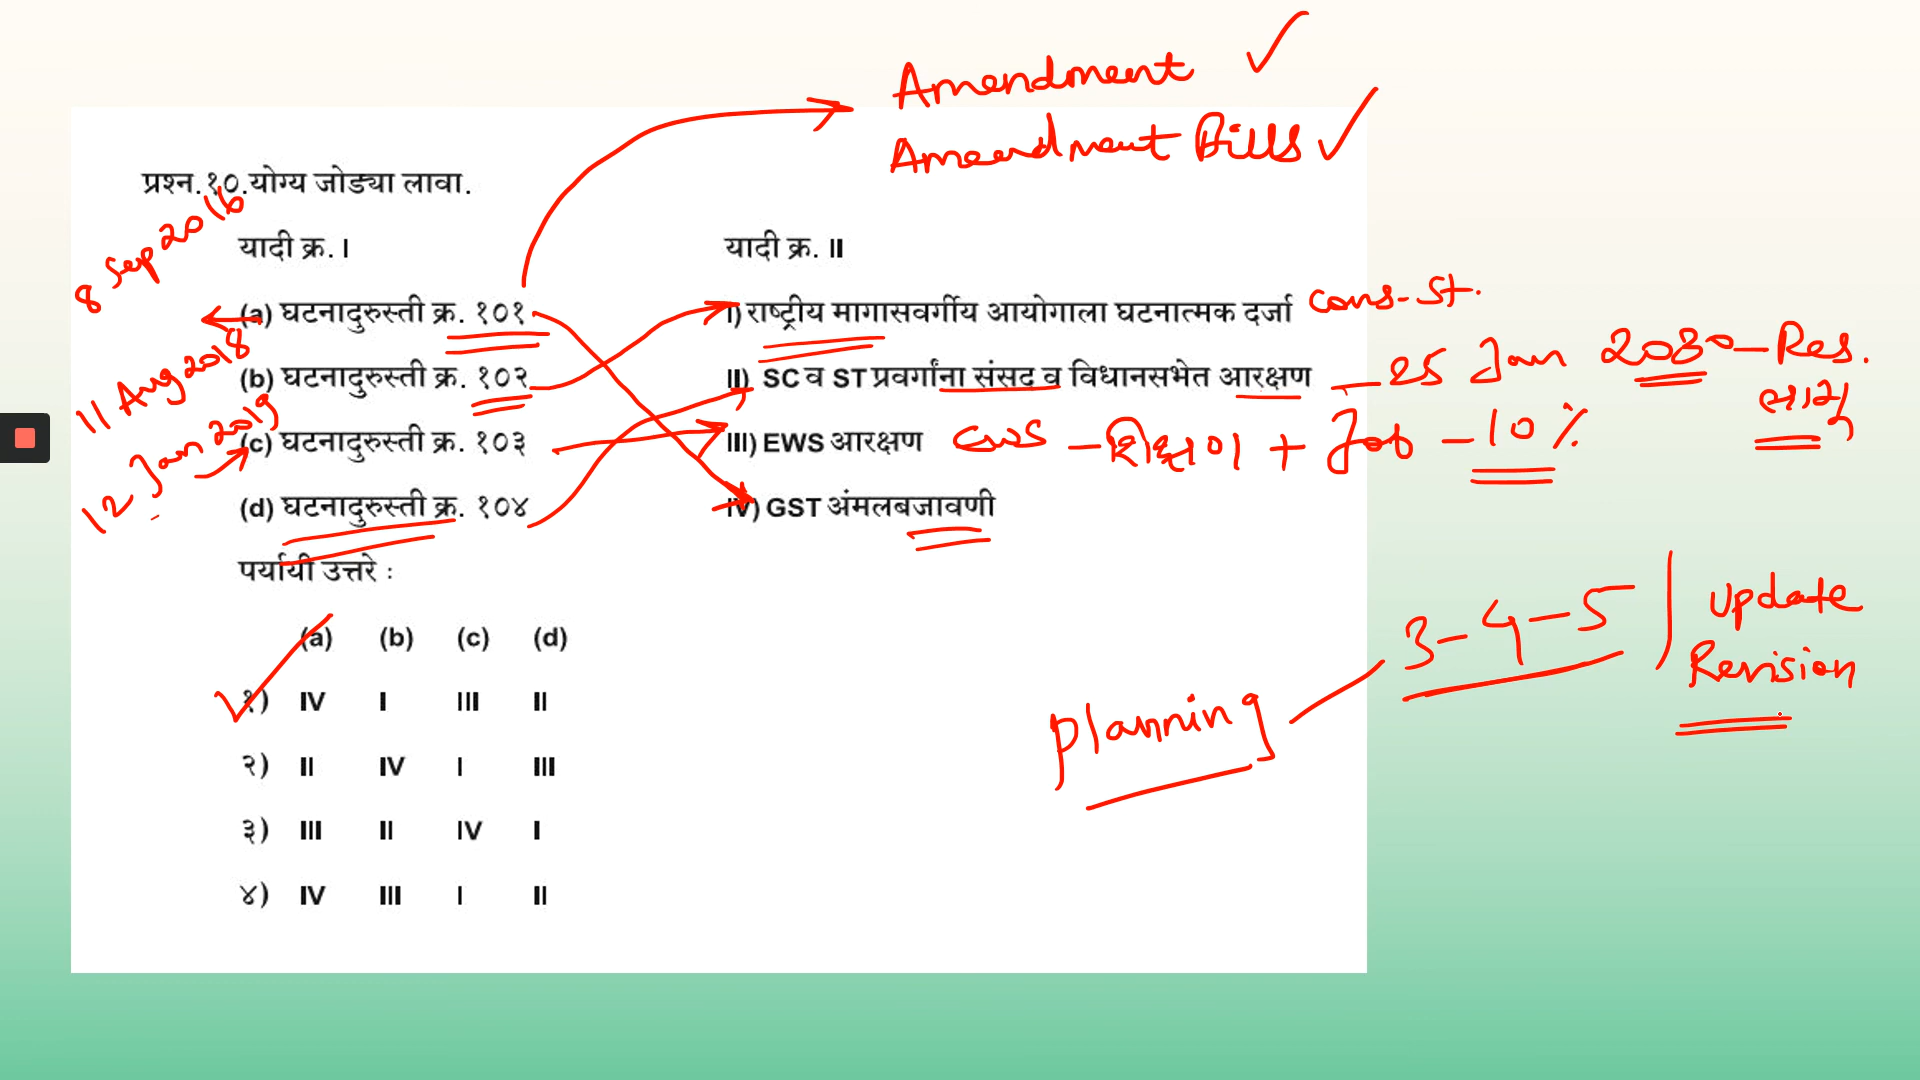 Amendment
Amendment Bills
प्रश्न.१०.योग्य जोड्या लावा.
8 Sep 2016
यादी क्र. I यादी क्र. II
(a) घटनादुरुस्ती क्र. १०१ I) राष्ट्रीय मागासवर्गीय आयोगाला घटनात्मक दर्जा Cons-St.
11 Aug 2018
(b) घटनादुरुस्ती क्र. १०२ II) SC व ST प्रवर्गांना संसद व विधानसभेत आरक्षण – 25 Jan 2030 – Res.
12 Jan 2019
(c) घटनादुरुस्ती क्र. १०३ III) EWS आरक्षण EWS – शिक्षण + Job – 10%
(d) घटनादुरुस्ती क्र. १०४ IV) GST अंमलबजावणी
पर्यायी उत्तरे :
(a) (b) (c) (d)
१) IV I III II
२) II IV I III
३) III II IV I
४) IV III I II
3-4-5 | Update
Revision
Planning